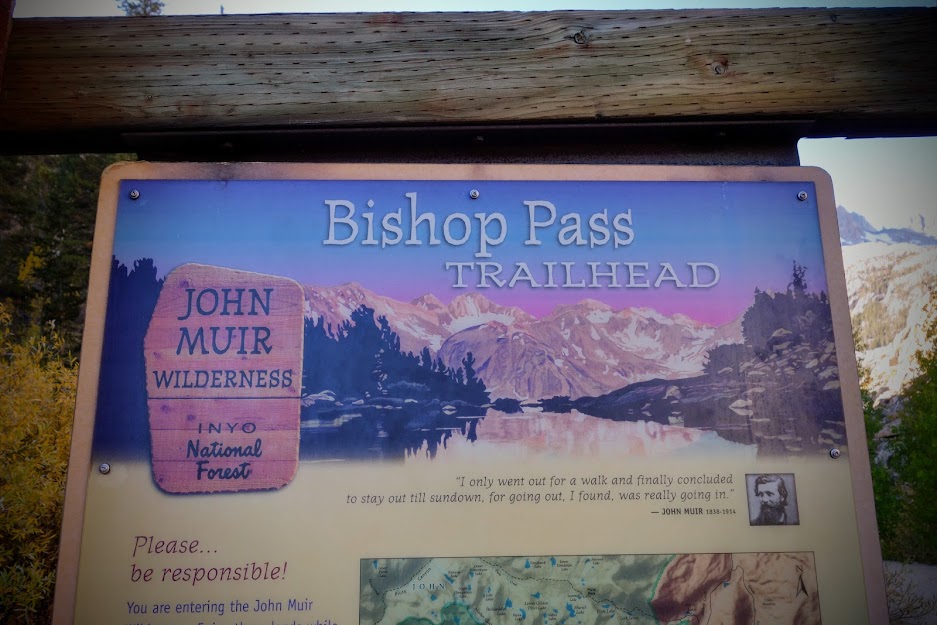 Bishop Pass
TRAILHEAD
JOHN
MUIR
WILDERNESS
INYO
National
Forest
"I only went out for a walk and finally concluded
to stay out till sundown, for going out, I found, was really going in."
— JOHN MUIR 1838-1914
Please...
be responsible!
You are entering the John Muir
JOHN